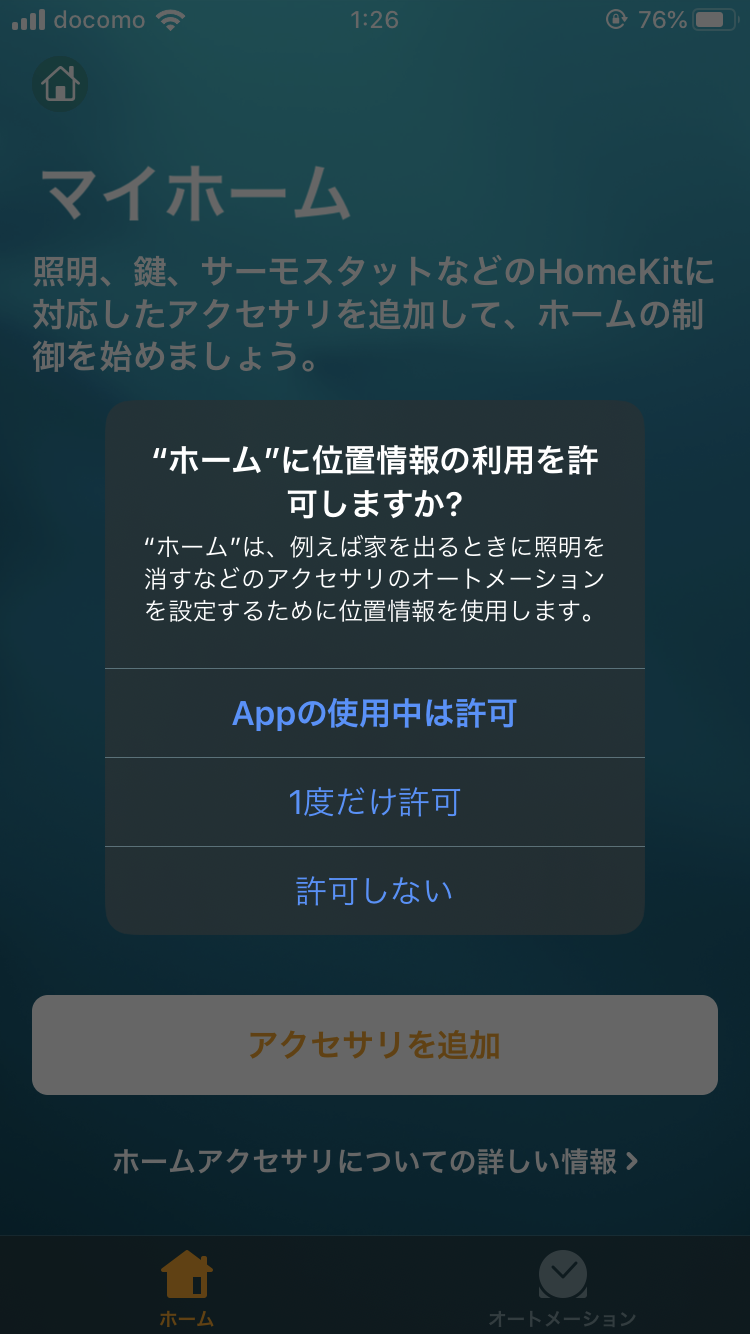 docomo 1:26 76%
マイホーム
照明、鍵、サーモスタットなどのHomeKitに
対応したアクセサリを追加して、ホームの制
御を始めましょう。
“ホーム”に位置情報の利用を許
可しますか?
“ホーム”は、例えば家を出るときに照明を
消すなどのアクセサリのオートメーション
を設定するために位置情報を使用します。
Appの使用中は許可
1度だけ許可
許可しない
アクセサリを追加
ホームアクセサリについての詳しい情報 >
ホーム オートメーション